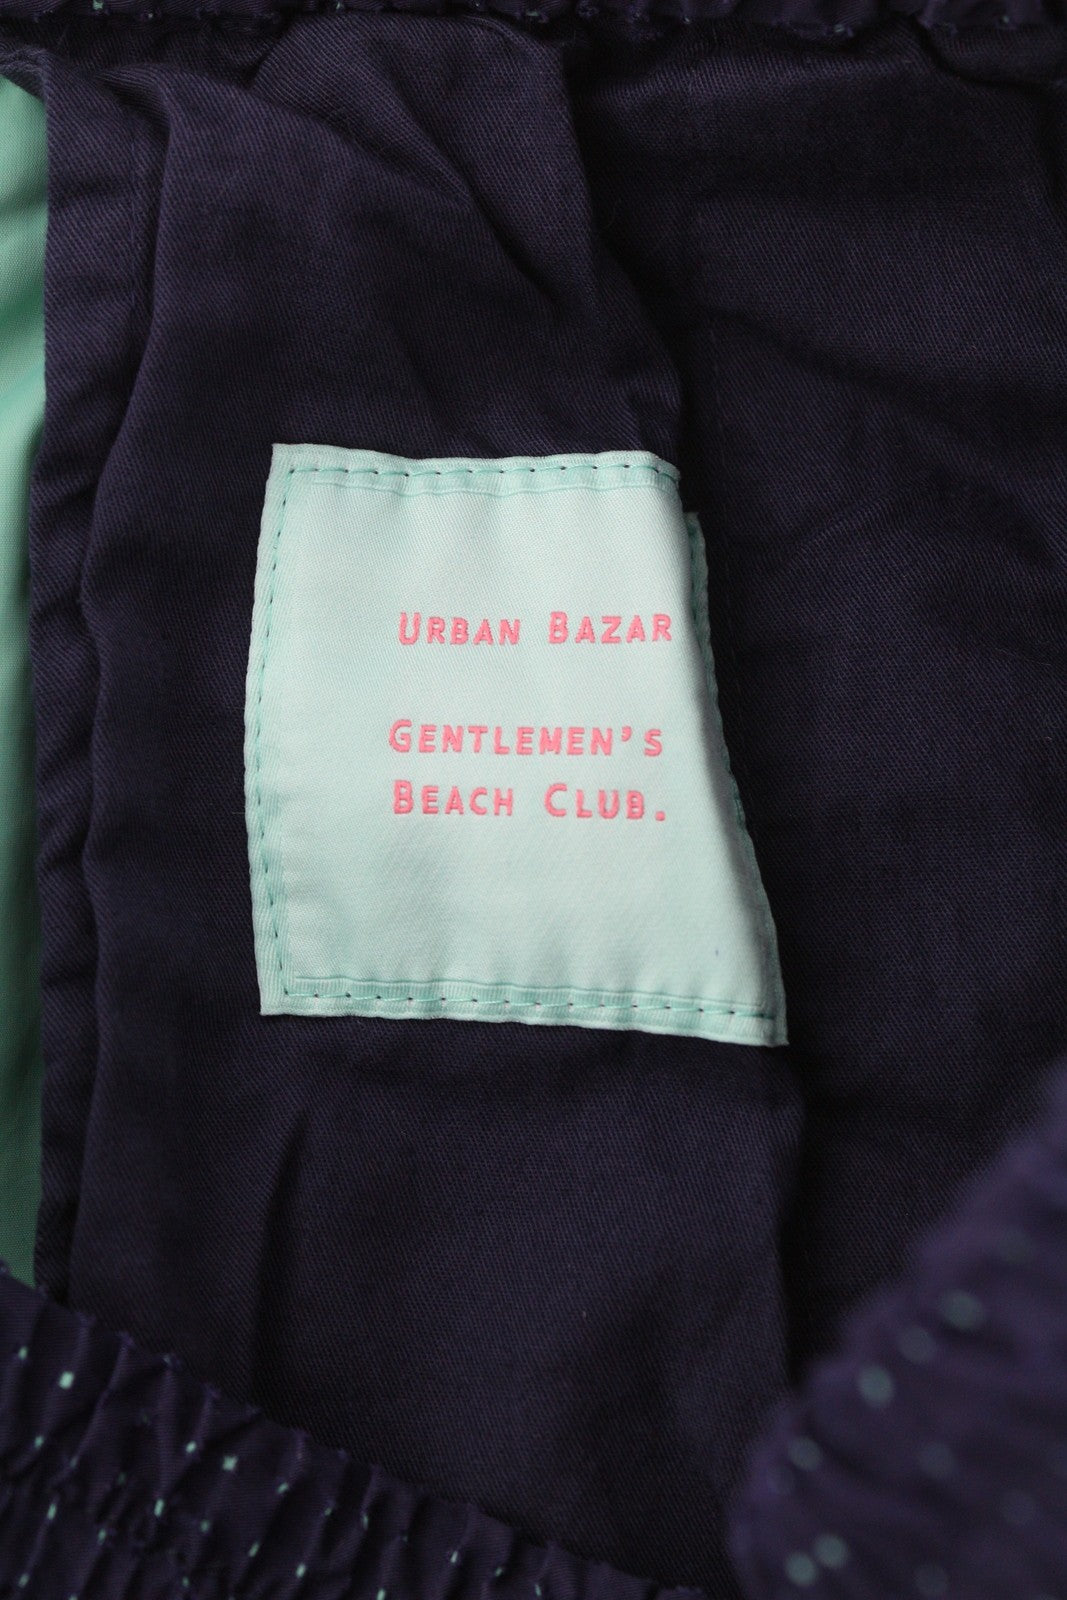 Urban Bazar
Gentlemen's
Beach Club.